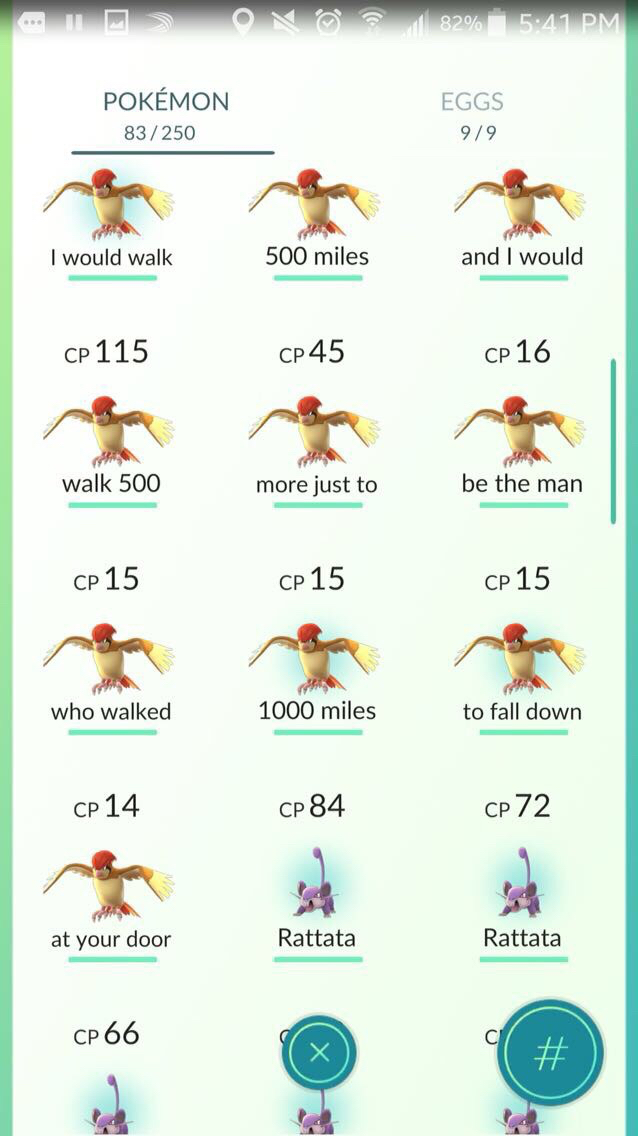 82% 5:41 PM
POKÉMON EGGS
83/250 9/9
I would walk 500 miles and I would
CP 115 CP 45 CP 16
walk 500 more just to be the man
CP 15 CP 15 CP 15
who walked 1000 miles to fall down
CP 14 CP 84 CP 72
at your door Rattata Rattata
CP 66
#